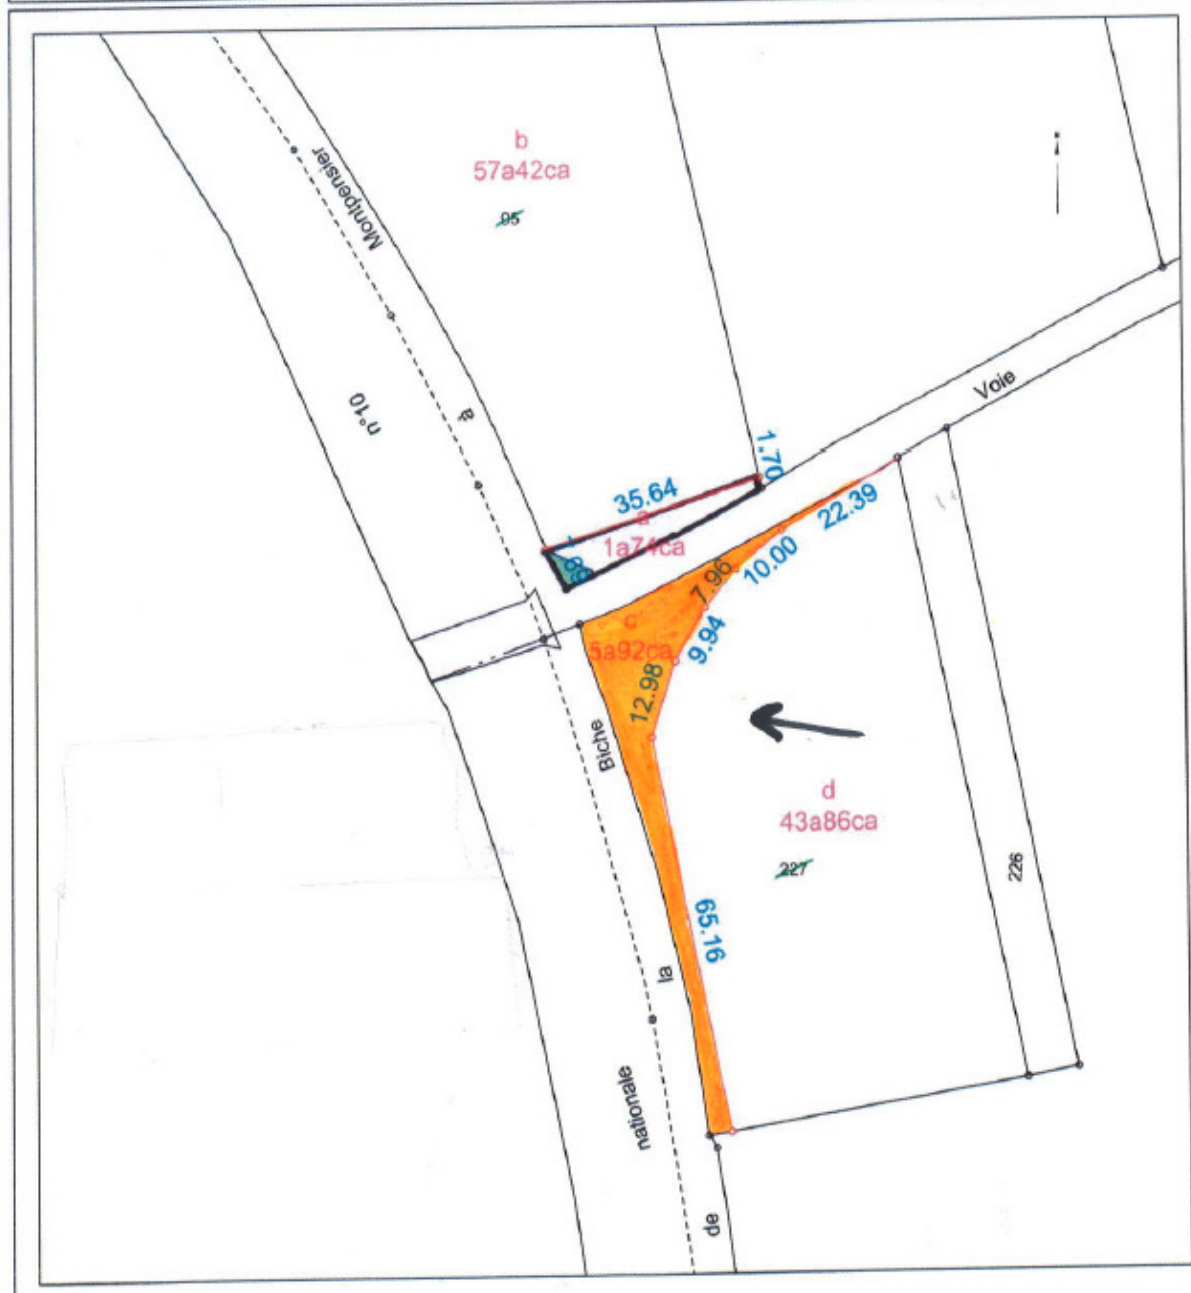 b
57a42ca
95
Montpensier
à
n°10
Voie
1.70
35.64
a
1a74ca
22.39
10.00
7.96
9.94
c
5a92ca
12.98
Biche
d
43a86ca
227
226
65.16
la
nationale
de